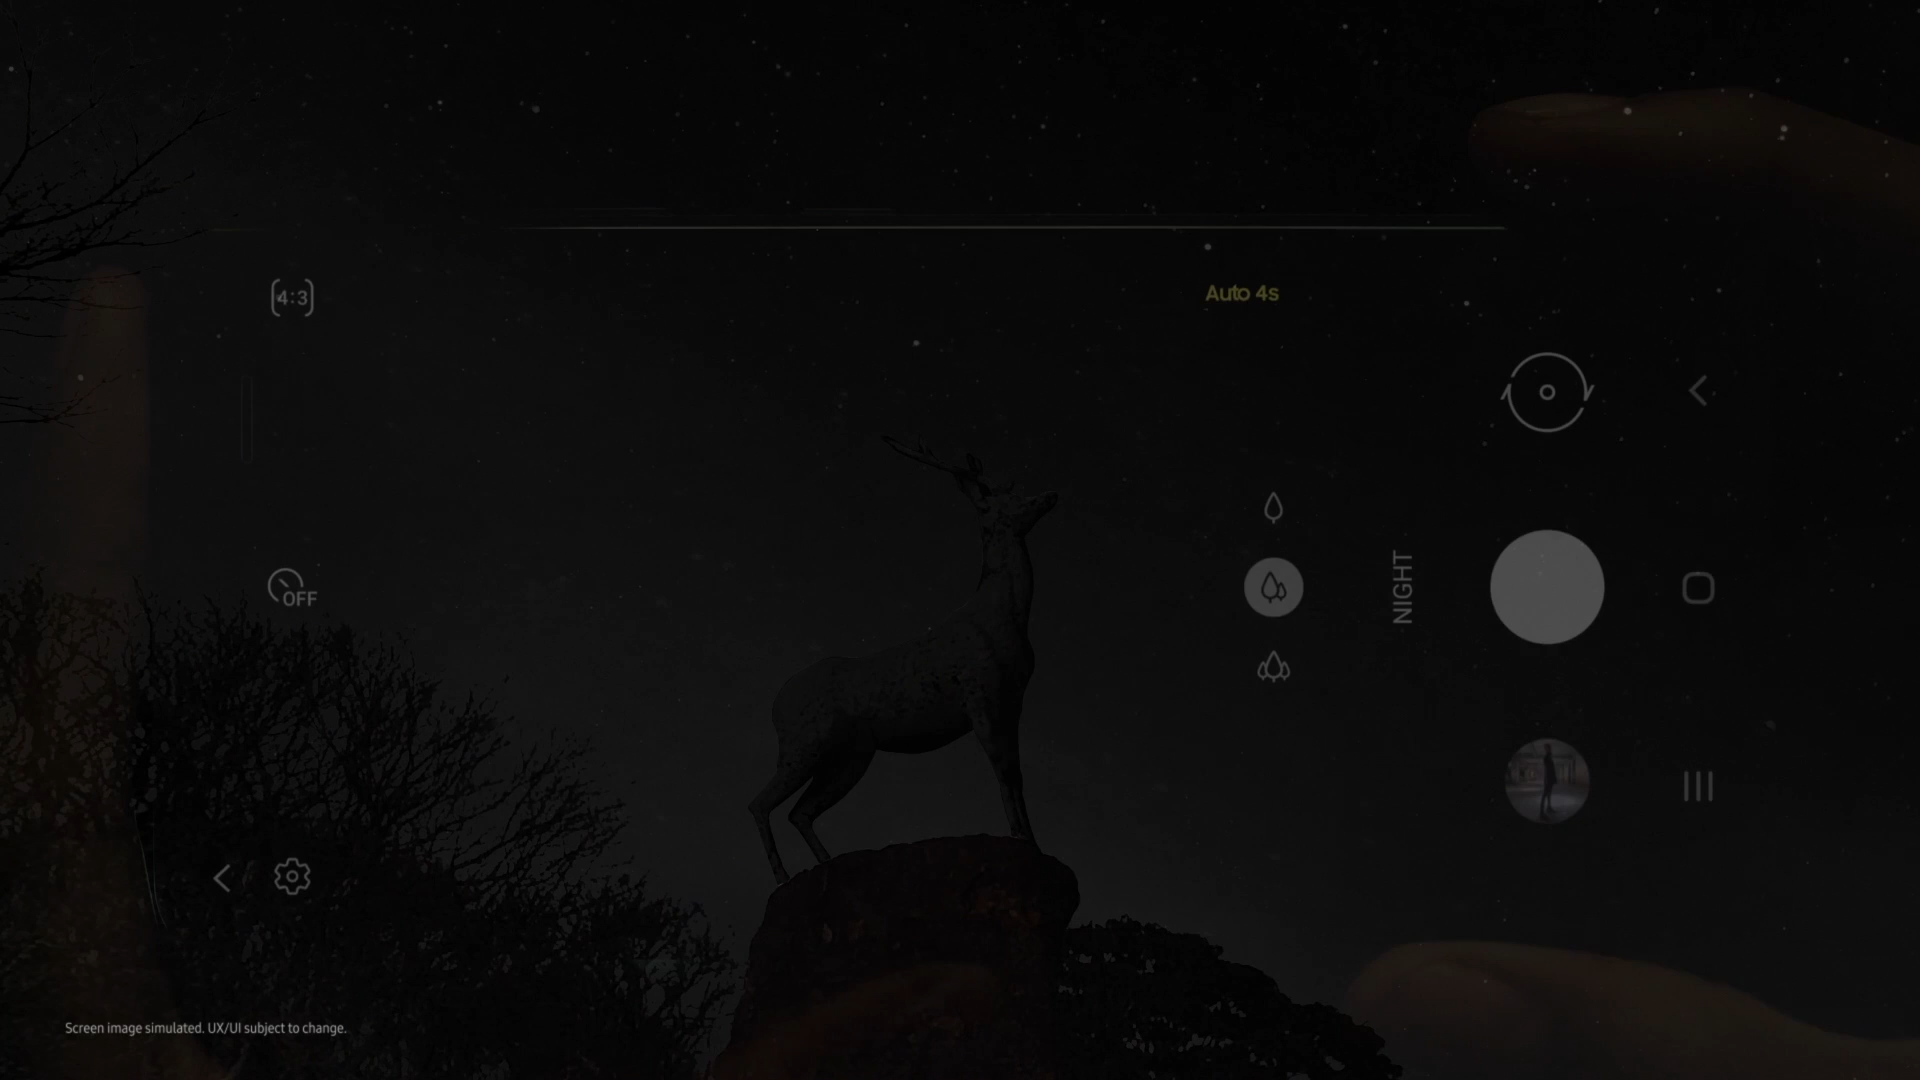 4:3
Auto 4s
OFF
NIGHT
Screen image simulated. UX/UI subject to change.